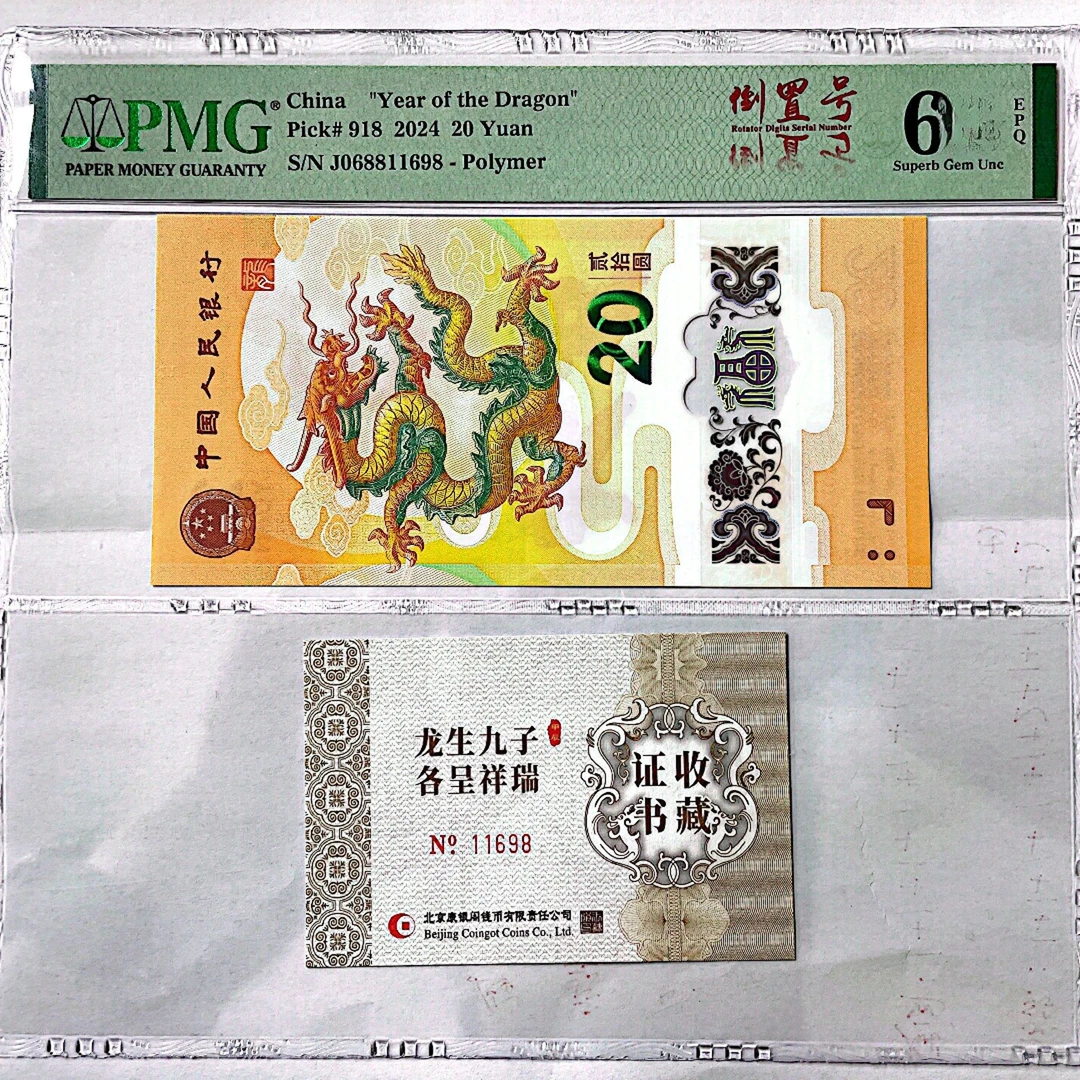 PMG®
PAPER MONEY GUARANTY
China "Year of the Dragon"
Pick# 918 2024 20 Yuan
S/N J068811698 - Polymer
倒置号
Rotator Digits Serial Number
6
EPQ
Superb Gem Unc
中国人民银行
贰拾圆
20
龙生九子
各呈祥瑞
Nº 11698
收藏
证书
北京康银阁钱币有限责任公司
Beijing Coingot Coins Co., Ltd.